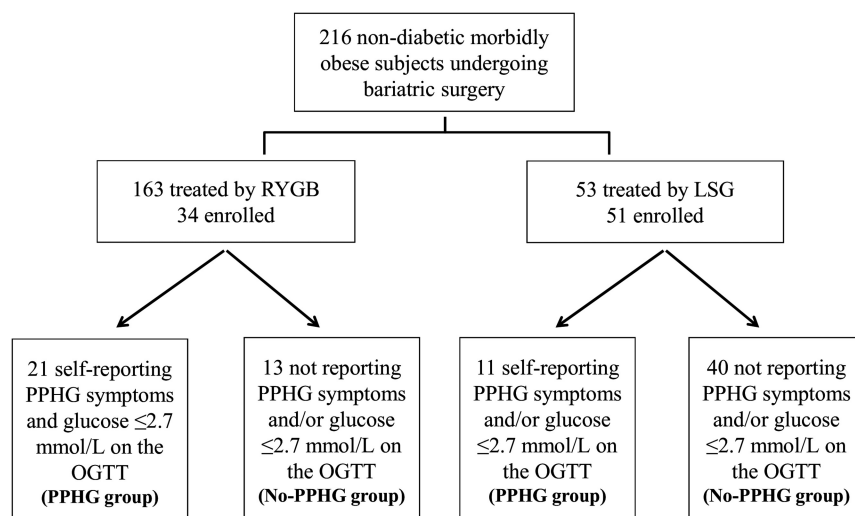 216 non-diabetic morbidly
obese subjects undergoing
bariatric surgery
163 treated by RYGB
34 enrolled
53 treated by LSG
51 enrolled
21 self-reporting
PPHG symptoms
and glucose ≤2.7
mmol/L on the
OGTT
(PPHG group)
13 not reporting
PPHG symptoms
and/or glucose
≤2.7 mmol/L on
the OGTT
(No-PPHG group)
11 self-reporting
PPHG symptoms
and/or glucose
≤2.7 mmol/L on
the OGTT
(PPHG group)
40 not reporting
PPHG symptoms
and/or glucose
≤2.7 mmol/L on
the OGTT
(No-PPHG group)